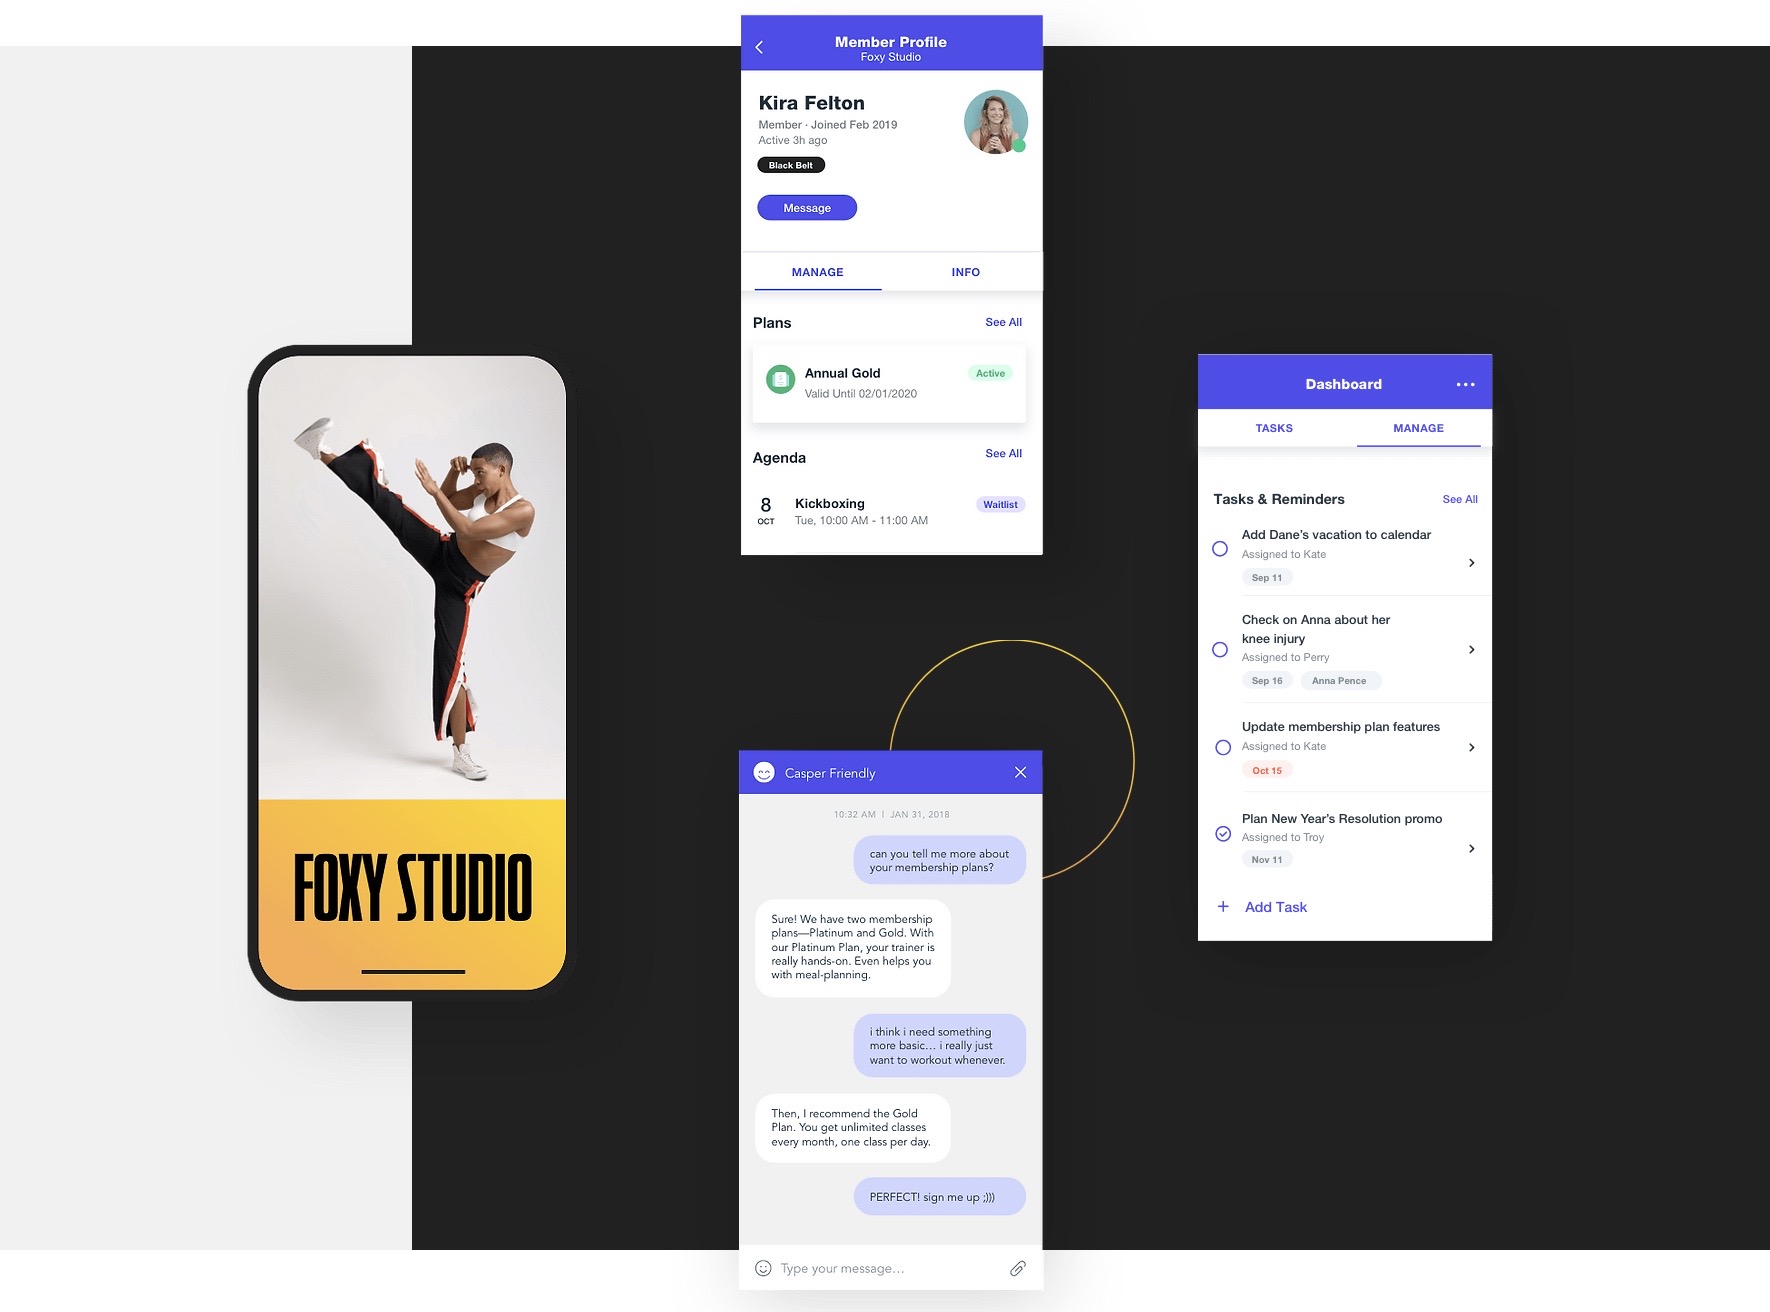 Member Profile
Foxy Studio
Kira Felton
Member · Joined Feb 2019
Active 3h ago
Black Belt
Message
MANAGE
INFO
Plans
See All
Annual Gold
Active
Valid Until 02/01/2020
Agenda
See All
8
OCT
Kickboxing
Waitlist
Tue, 10:00 AM - 11:00 AM
FOXY STUDIO
Casper Friendly
10:32 AM | JAN 31, 2018
can you tell me more about
your membership plans?
Sure! We have two membership
plans—Platinum and Gold. With
our Platinum Plan, your trainer is
really hands-on. Even helps you
with meal-planning.
i think i need something
more basic... i really just
want to workout whenever.
Then, I recommend the Gold
Plan. You get unlimited classes
every month, one class per day.
PERFECT! sign me up ;)))
Type your message...
Dashboard
TASKS
MANAGE
Tasks & Reminders
See All
Add Dane's vacation to calendar
Assigned to Kate
Sep 11
Check on Anna about her
knee injury
Assigned to Perry
Sep 16
Anna Pence
Update membership plan features
Assigned to Kate
Oct 15
Plan New Year's Resolution promo
Assigned to Troy
Nov 11
+ Add Task